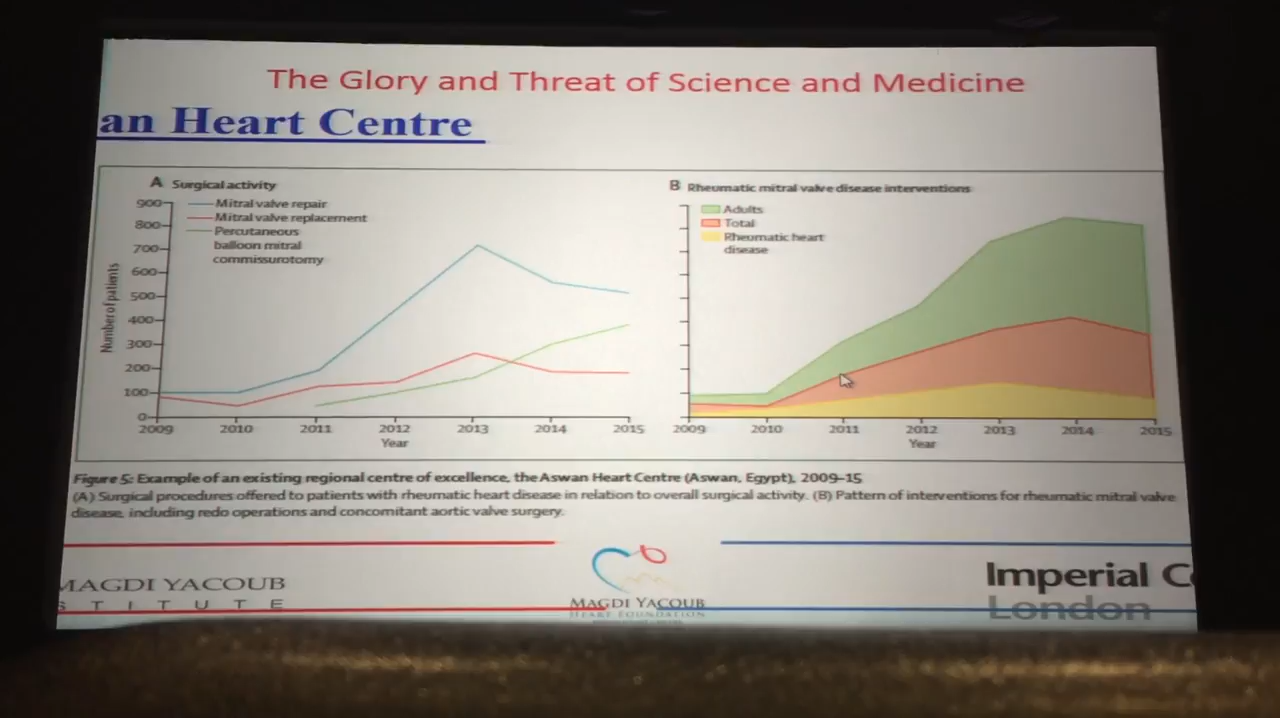 The Glory and Threat of Science and Medicine
an Heart Centre
A Surgical activity
900
800
700
600
500
400
300
200
100
0
Number of patients
Mitral valve repair
Mitral valve replacement
Percutaneous
balloon mitral
commissurotomy
2009 2010 2011 2012 2013 2014 2015
Year
B Rheumatic mitral valve disease interventions
Adults
Total
Rheumatic heart
disease
2009 2010 2011 2012 2013 2014 2015
Year
Figure 5: Example of an existing regional centre of excellence, the Aswan Heart Centre (Aswan, Egypt), 2009–15
(A) Surgical procedures offered to patients with rheumatic heart disease in relation to overall surgical activity. (B) Pattern of interventions for rheumatic mitral valve
disease, including redo operations and concomitant aortic valve surgery.
MAGDI YACOUB
STITUTE
MAGDI YACOUB
HEART FOUNDATION
Imperial Co
London